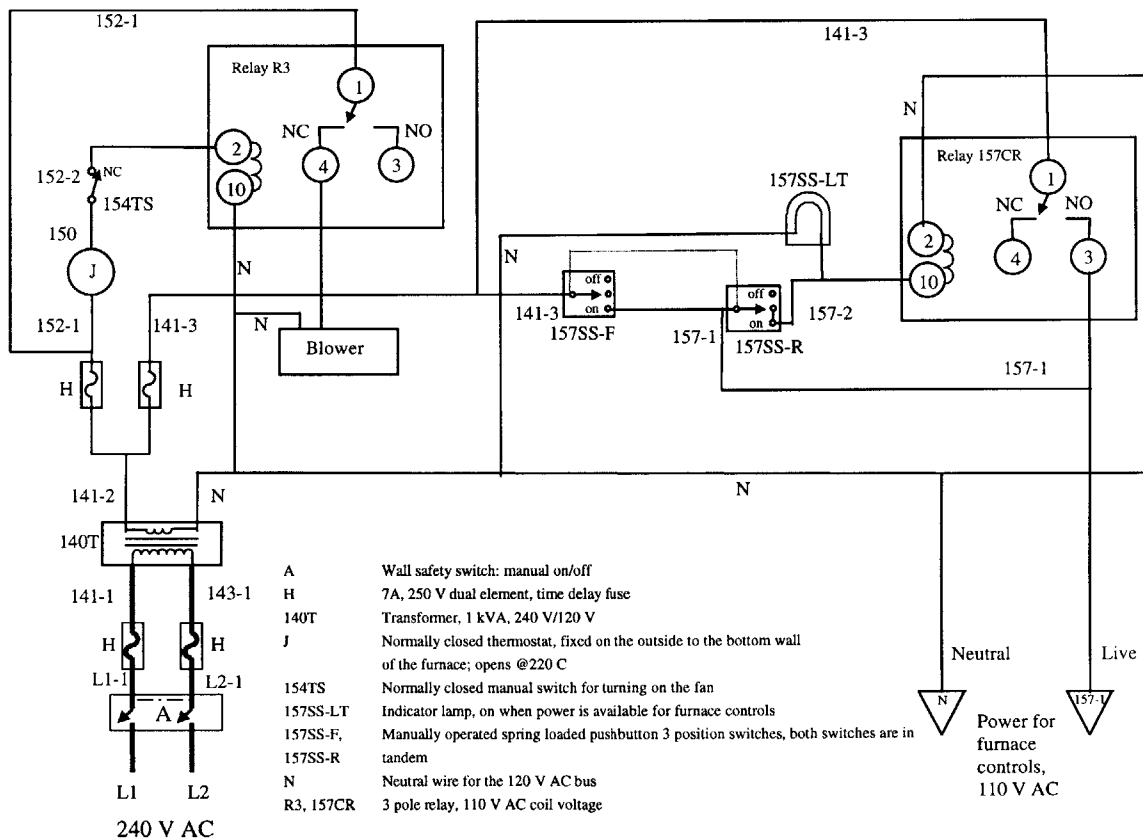 152-1
141-3
Relay R3
1
N
2
NC
NO
4
3
10
152-2
NC
154TS
150
J
152-1
141-3
N
N
Blower
H
H
157SS-LT
Relay 157CR
1
NC
NO
2
4
3
10
N
off
on
141-3
157SS-F
off
on
157-1
157SS-R
157-2
157-1
141-2
N
N
140T
141-1
143-1
H
H
L1-1
L2-1
A
L1
L2
240 V AC
A Wall safety switch: manual on/off
H 7A, 250 V dual element, time delay fuse
140T Transformer, 1 kVA, 240 V/120 V
J Normally closed thermostat, fixed on the outside to the bottom wall
of the furnace; opens @220 C
154TS Normally closed manual switch for turning on the fan
157SS-LT Indicator lamp, on when power is available for furnace controls
157SS-F, Manually operated spring loaded pushbutton 3 position switches, both switches are in
157SS-R tandem
N Neutral wire for the 120 V AC bus
R3, 157CR 3 pole relay, 110 V AC coil voltage
Neutral
Live
N
157-1
Power for
furnace
controls,
110 V AC